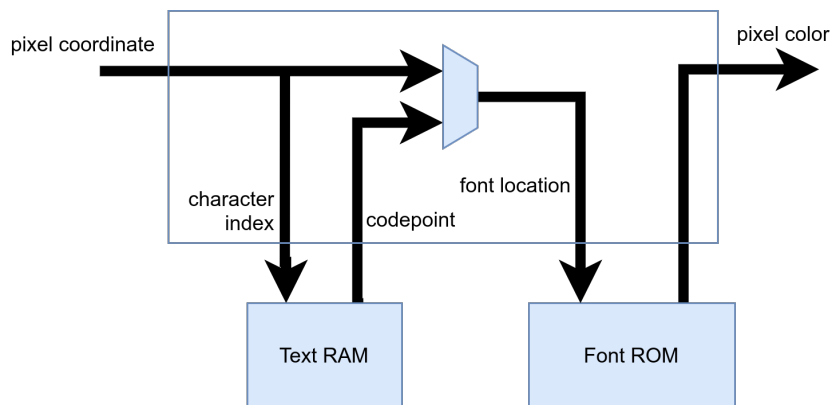 pixel coordinate
pixel color
character
index
codepoint
font location
Text RAM
Font ROM